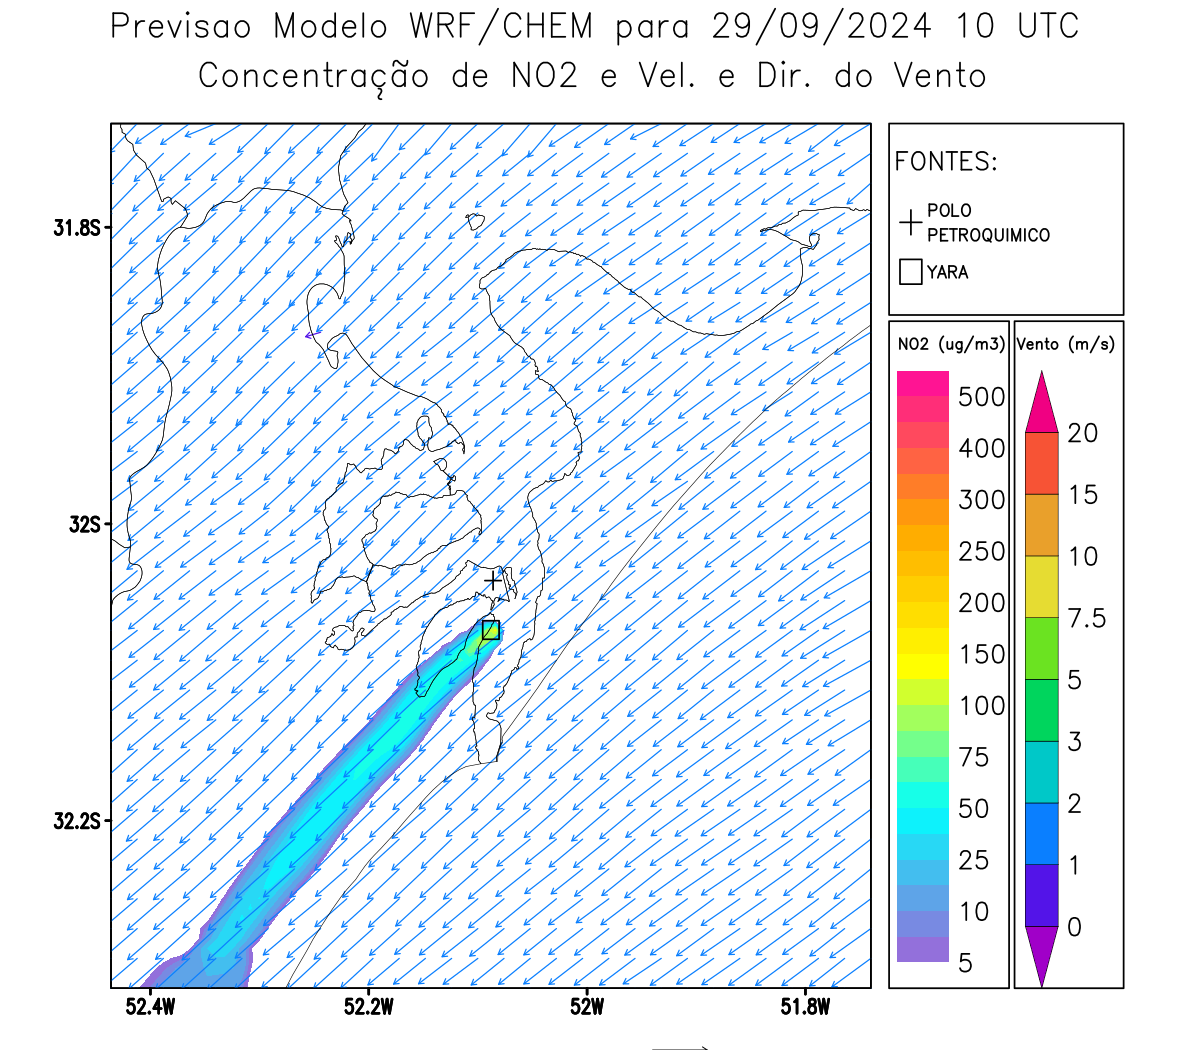 Previsao Modelo WRF/CHEM para 29/09/2024 10 UTC
Concentração de NO2 e Vel. e Dir. do Vento
FONTES:
POLO
PETROQUIMICO
YARA
NO2 (ug/m3)
500
400
300
250
200
150
100
75
50
25
10
5
Vento (m/s)
20
15
10
7.5
5
3
2
1
0
31.8S
32S
32.2S
52.4W
52.2W
52W
51.8W